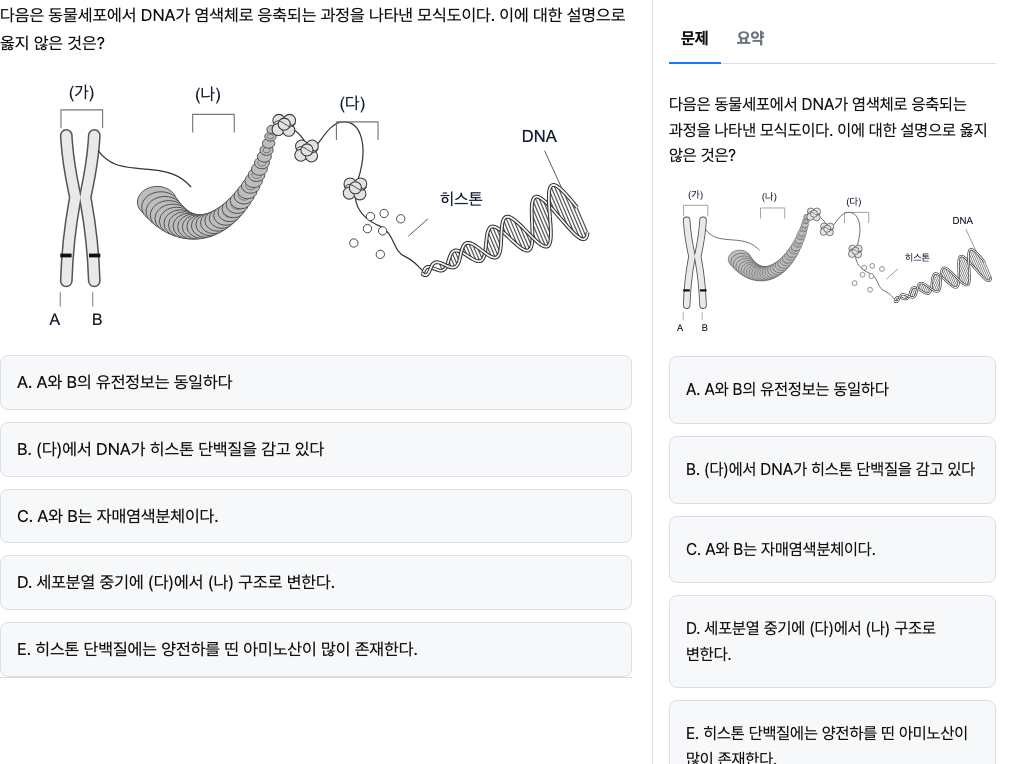 다음은 동물세포에서 DNA가 염색체로 응축되는 과정을 나타낸 모식도이다. 이에 대한 설명으로
옳지 않은 것은?
(가)
(나)
(다)
DNA
히스톤
A
B
A. A와 B의 유전정보는 동일하다
B. (다)에서 DNA가 히스톤 단백질을 감고 있다
C. A와 B는 자매염색분체이다.
D. 세포분열 중기에 (다)에서 (나) 구조로 변한다.
E. 히스톤 단백질에는 양전하를 띤 아미노산이 많이 존재한다.
문제
요약
다음은 동물세포에서 DNA가 염색체로 응축되는
과정을 나타낸 모식도이다. 이에 대한 설명으로 옳지
않은 것은?
(가)
(나)
(다)
DNA
히스톤
A
B
A. A와 B의 유전정보는 동일하다
B. (다)에서 DNA가 히스톤 단백질을 감고 있다
C. A와 B는 자매염색분체이다.
D. 세포분열 중기에 (다)에서 (나) 구조로
변한다.
E. 히스톤 단백질에는 양전하를 띤 아미노산이
많이 존재한다.